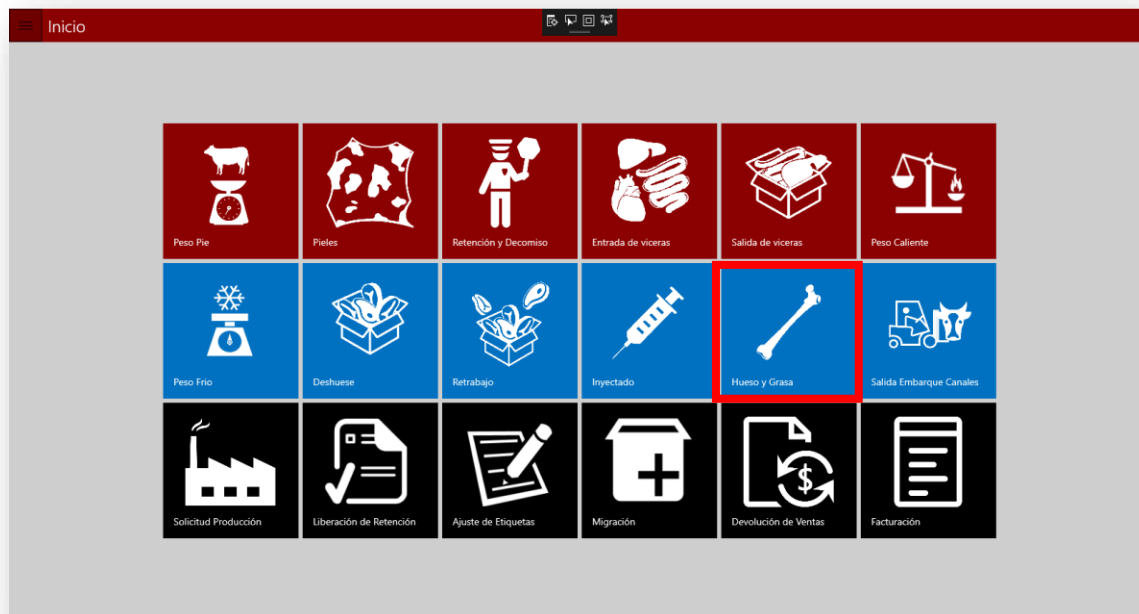 Inicio
Peso Pie
Pieles
Retención y Decomiso
Entrada de viceras
Salida de viceras
Peso Caliente
Peso Frio
Deshuese
Retrabajo
Inyectado
Hueso y Grasa
Salida Embarque Canales
Solicitud Producción
Liberación de Retención
Ajuste de Etiquetas
Migración
Devolución de Ventas
Facturación